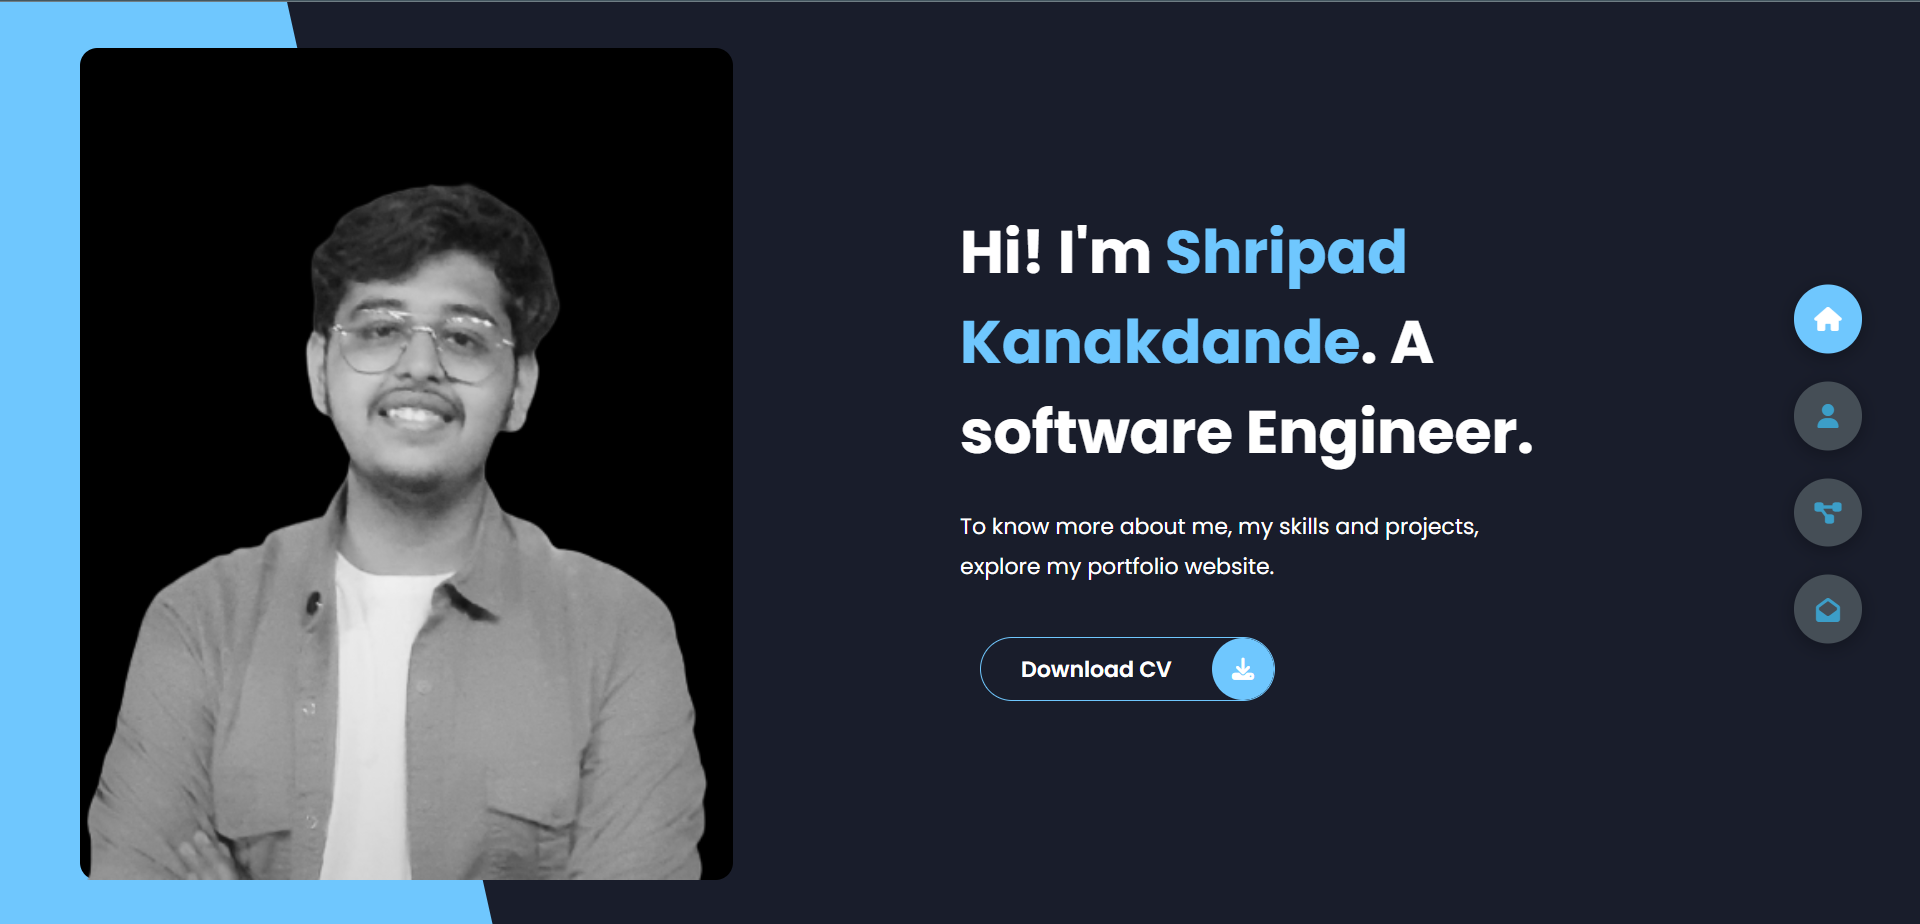 Hi! I'm Shripad
Kanakdande. A
software Engineer.
To know more about me, my skills and projects,
explore my portfolio website.
Download CV